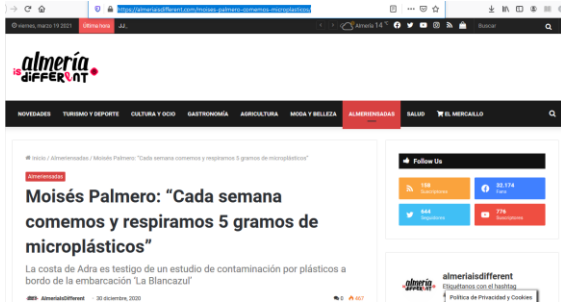 https://almeriaisdifferent.com/moises-palmero-comemos-microplasticos/
viernes, marzo 19 2021 Última hora
Almería 14 °C
Buscar
almería
is DIFFERENT
NOVEDADES TURISMO Y DEPORTE CULTURA Y OCIO GASTRONOMÍA AGRICULTURA MODA Y BELLEZA ALMERIENSADAS SALUD EL MERCAILLO
Inicio / Almeriensadas / Moisés Palmero: "Cada semana comemos y respiramos 5 gramos de microplásticos"
Almeriensadas
Moisés Palmero: “Cada semana
comemos y respiramos 5 gramos de
microplásticos”
La costa de Adra es testigo de un estudio de contaminación por plásticos a
bordo de la embarcación 'La Blancazul'
AlmeriaIsDifferent · 30 diciembre, 2020 0 467
Follow Us
198
Suscriptores
32.174
Fans
644
Seguidores
776
Suscriptores
almería
almeriaisdifferent
Etiquétanos con el hashtag
Política de Privacidad y Cookies